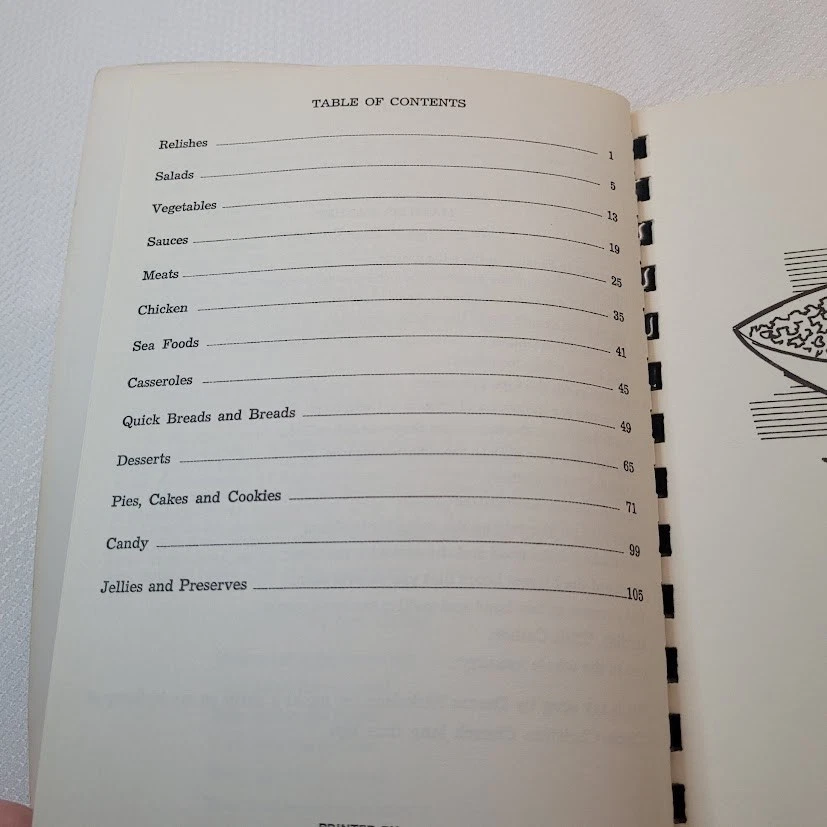 TABLE OF CONTENTS
Relishes 1
Salads 5
Vegetables 13
Sauces 19
Meats 25
Chicken 35
Sea Foods 41
Casseroles 45
Quick Breads and Breads 49
Desserts 65
Pies, Cakes and Cookies 71
Candy 99
Jellies and Preserves 105